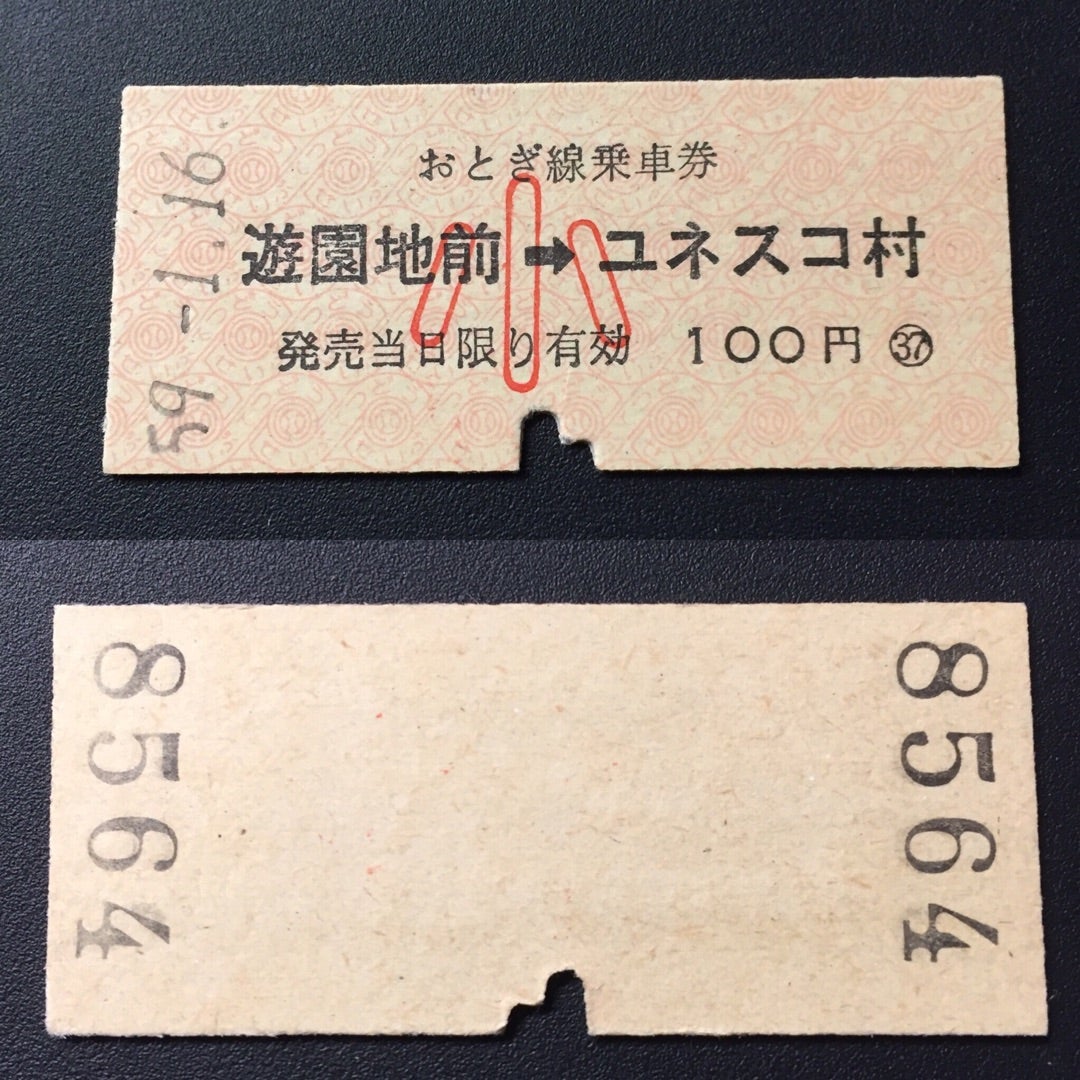 59-1.16
おとぎ線乗車券
遊園地前➡ユネスコ村
小
発売当日限り有効 100円 ㊲
8564
8564